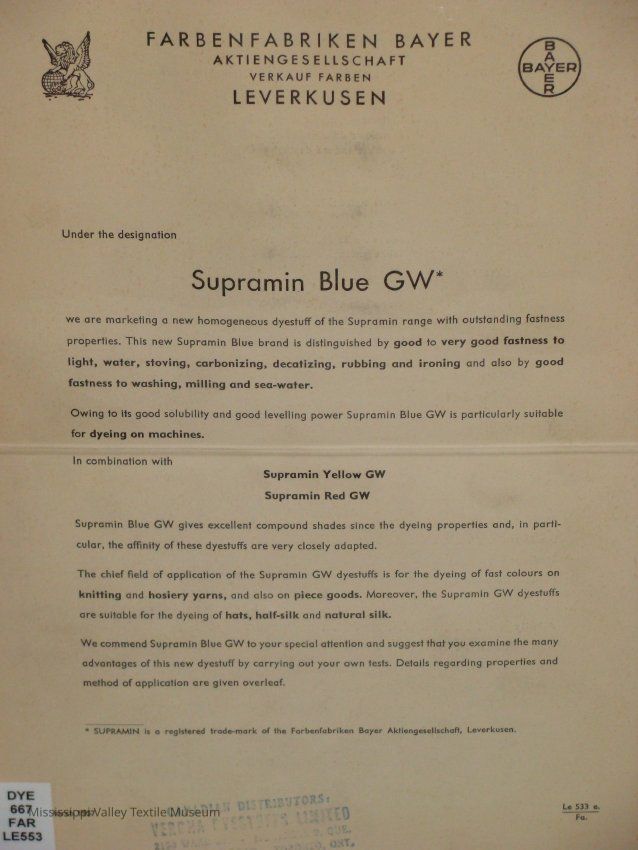 FARBENFABRIKEN BAYER
AKTIENGESELLSCHAFT
VERKAUF FARBEN
LEVERKUSEN
BAYER
BAYER
Under the designation
Supramin Blue GW*
we are marketing a new homogeneous dyestuff of the Supramin range with outstanding fastness
properties. This new Supramin Blue brand is distinguished by good to very good fastness to
light, water, stoving, carbonizing, decatizing, rubbing and ironing and also by good
fastness to washing, milling and sea-water.
Owing to its good solubility and good levelling power Supramin Blue GW is particularly suitable
for dyeing on machines.
In combination with
Supramin Yellow GW
Supramin Red GW
Supramin Blue GW gives excellent compound shades since the dyeing properties and, in parti-
cular, the affinity of these dyestuffs are very closely adapted.
The chief field of application of the Supramin GW dyestuffs is for the dyeing of fast colours on
knitting and hosiery yarns, and also on piece goods. Moreover, the Supramin GW dyestuffs
are suitable for the dyeing of hats, half-silk and natural silk.
We commend Supramin Blue GW to your special attention and suggest that you examine the many
advantages of this new dyestuff by carrying out your own tests. Details regarding properties and
method of application are given overleaf.
* SUPRAMIN is a registered trade-mark of the Farbenfabriken Bayer Aktiengesellschaft, Leverkusen.
DYE
667
FAR
LE553
Mississippi Valley Textile Museum
CANADIAN DISTRIBUTORS:
VERONA DYESTUFFS LIMITED
QUE.
ONT.
Le 533 e.
Fa.